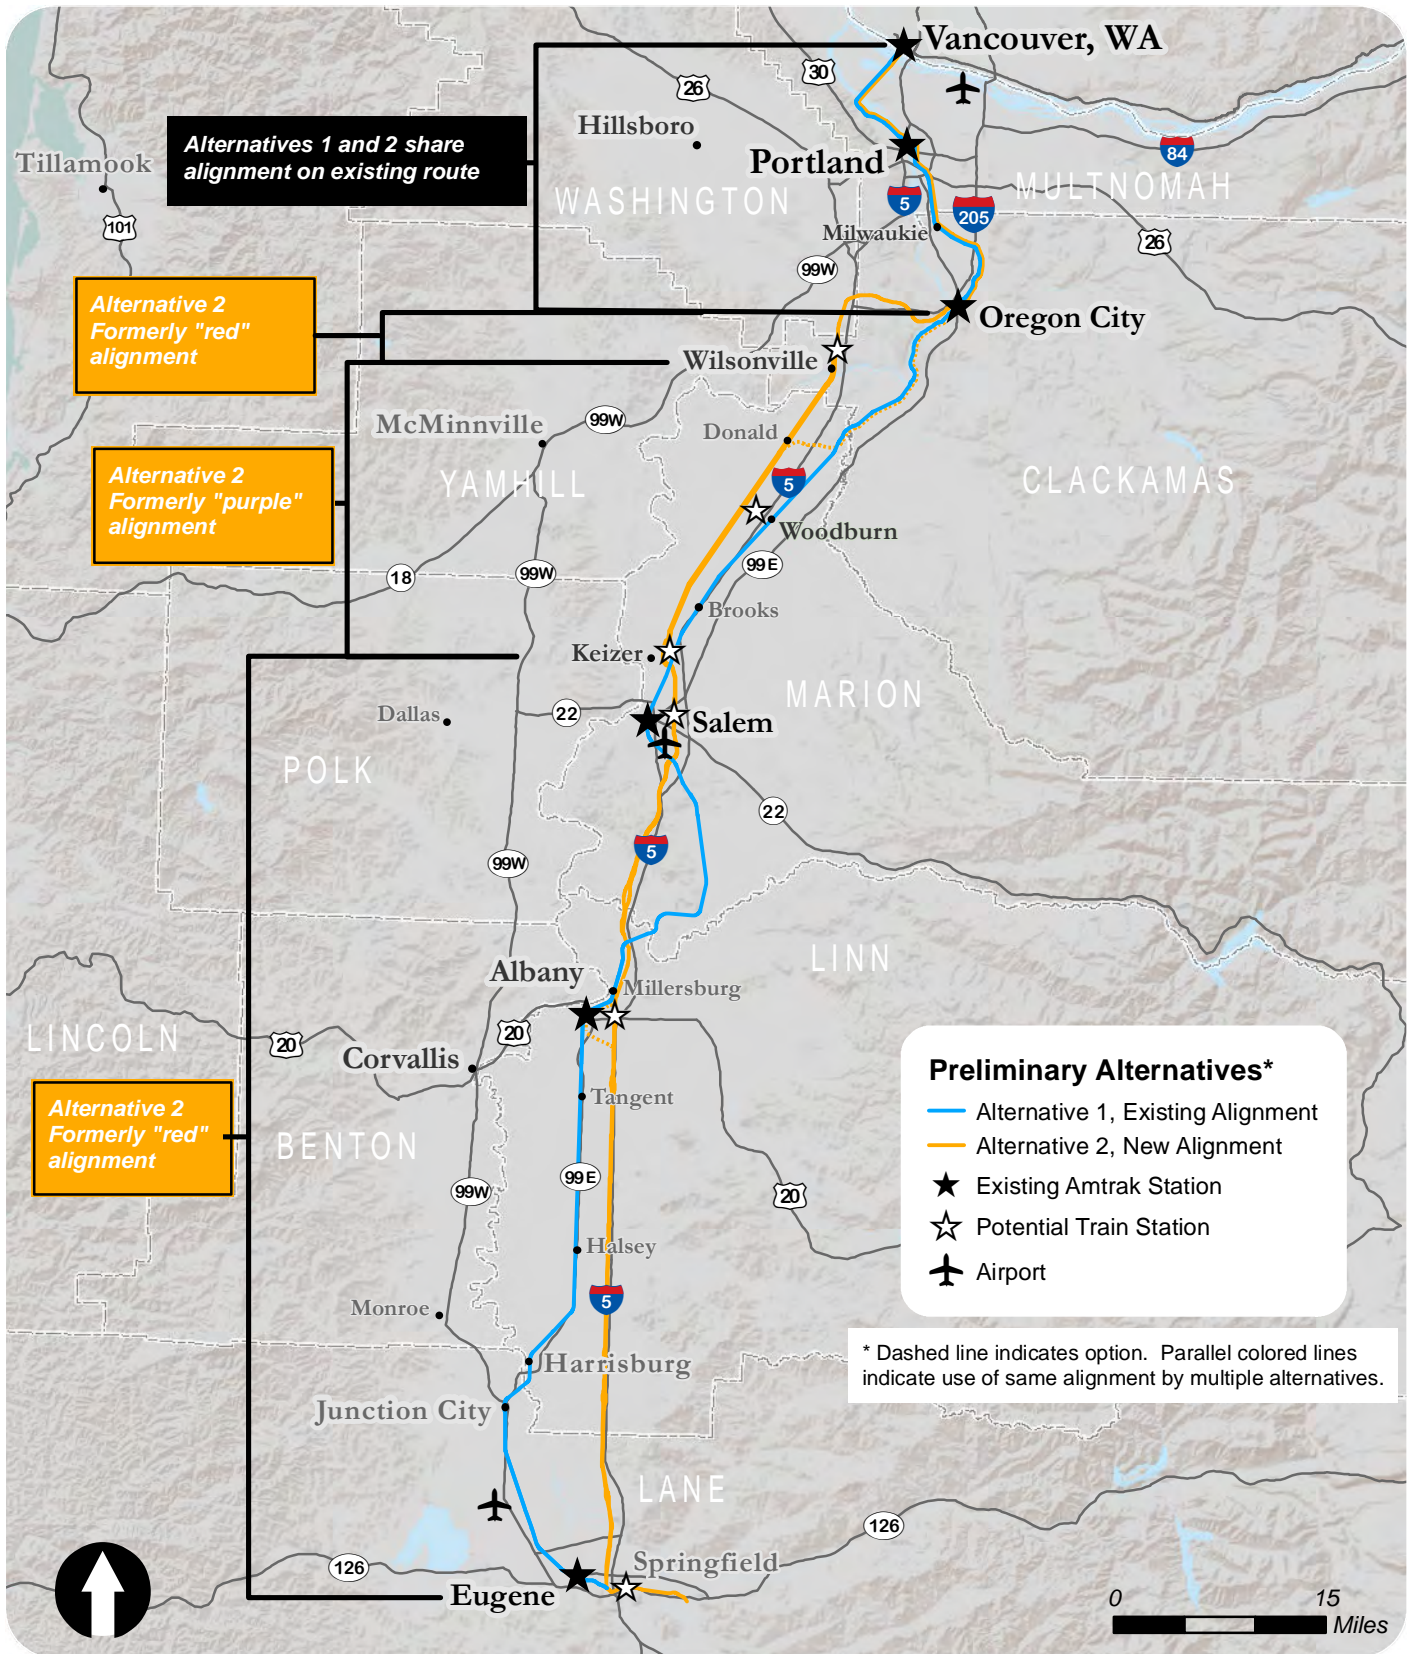 Vancouver, WA
30
26
Hillsboro
Alternatives 1 and 2 share
alignment on existing route
Portland
84
Tillamook
WASHINGTON
MULTNOMAH
5
205
101
Milwaukie
26
99W
Alternative 2
Formerly "red"
alignment
Oregon City
Wilsonville
McMinnville
99W
Donald
YAMHILL
CLACKAMAS
Alternative 2
Formerly "purple"
alignment
5
Woodburn
99E
18
99W
Brooks
Keizer
MARION
Dallas
22
Salem
POLK
22
5
99W
LINN
Albany
Millersburg
LINCOLN
20
20
Corvallis
Preliminary Alternatives*
Alternative 1, Existing Alignment
Alternative 2, New Alignment
Existing Amtrak Station
Potential Train Station
Airport
Tangent
Alternative 2
Formerly "red"
alignment
BENTON
99E
99W
20
Halsey
5
Monroe
* Dashed line indicates option. Parallel colored lines
indicate use of same alignment by multiple alternatives.
Harrisburg
Junction City
LANE
126
126
Springfield
Eugene
0 15
Miles